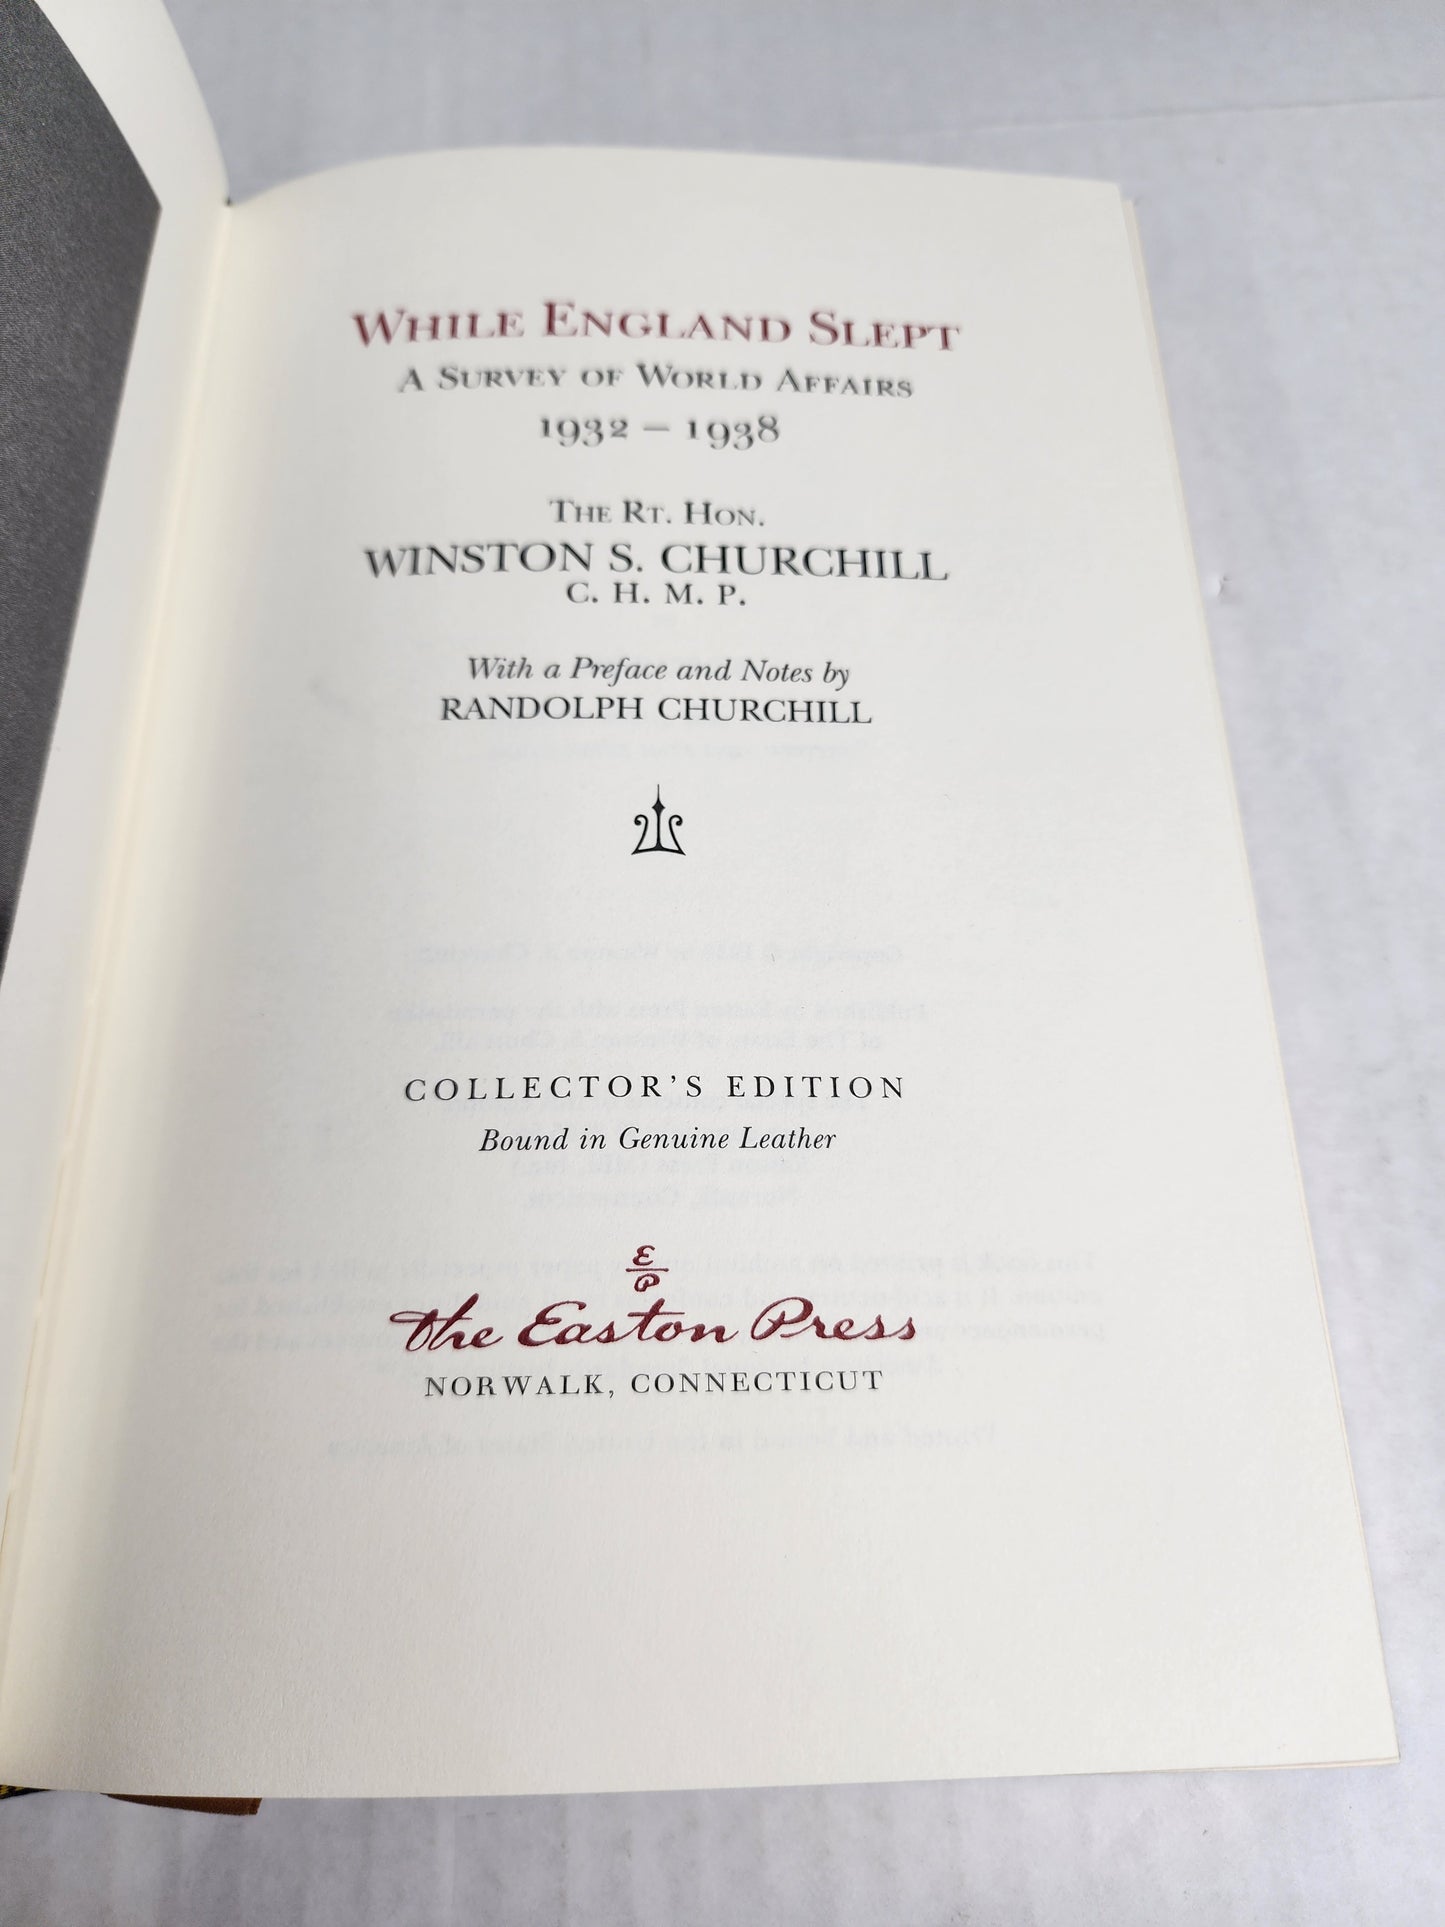 WHILE ENGLAND SLEPT
A SURVEY OF WORLD AFFAIRS
1932 – 1938
THE RT. HON.
WINSTON S. CHURCHILL
C. H. M. P.
With a Preface and Notes by
RANDOLPH CHURCHILL
COLLECTOR'S EDITION
Bound in Genuine Leather
E
P
The Easton Press
NORWALK, CONNECTICUT